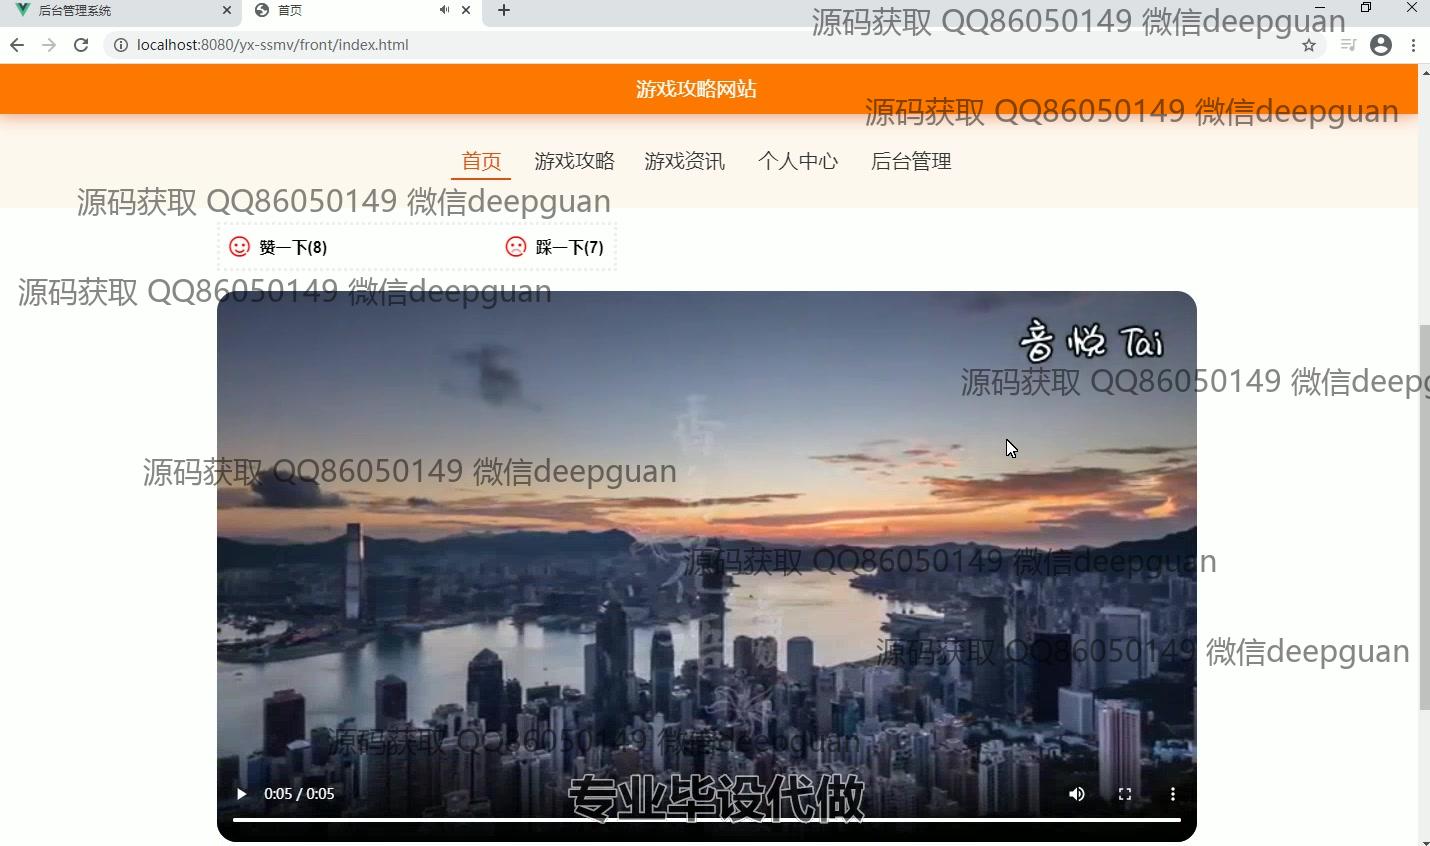 后台管理系统
首页
源码获取 QQ86050149 微信deepguan
localhost:8080/yx-ssmv/front/index.html
游戏攻略网站
源码获取 QQ86050149 微信deepguan
首页 游戏攻略 游戏资讯 个人中心 后台管理
源码获取 QQ86050149 微信deepguan
赞一下(8) 踩一下(7)
源码获取 QQ86050149 微信deepguan
音悦 Tai
源码获取 QQ86050149 微信deepg
源码获取 QQ86050149 微信deepguan
源码获取 QQ86050149 微信deepguan
源码获取 QQ86050149 微信deepguan
源码获取 QQ86050149 微信deepguan
0:05 / 0:05
专业毕设代做